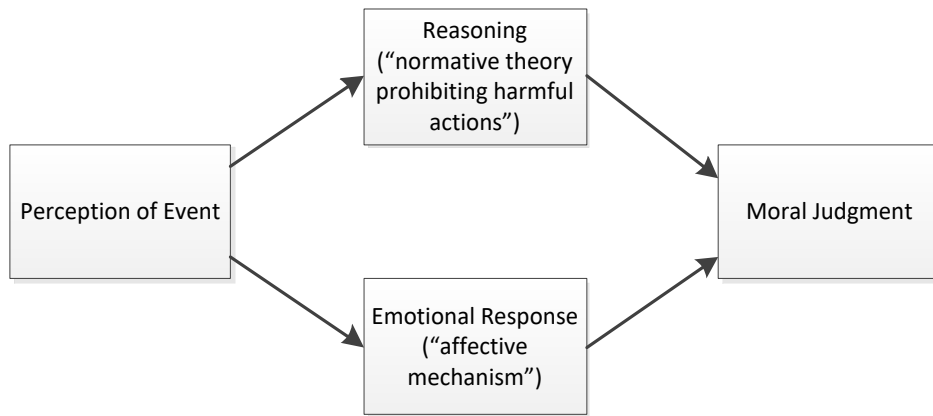 Reasoning
(“normative theory
prohibiting harmful
actions”)
Perception of Event
Moral Judgment
Emotional Response
(“affective
mechanism”)